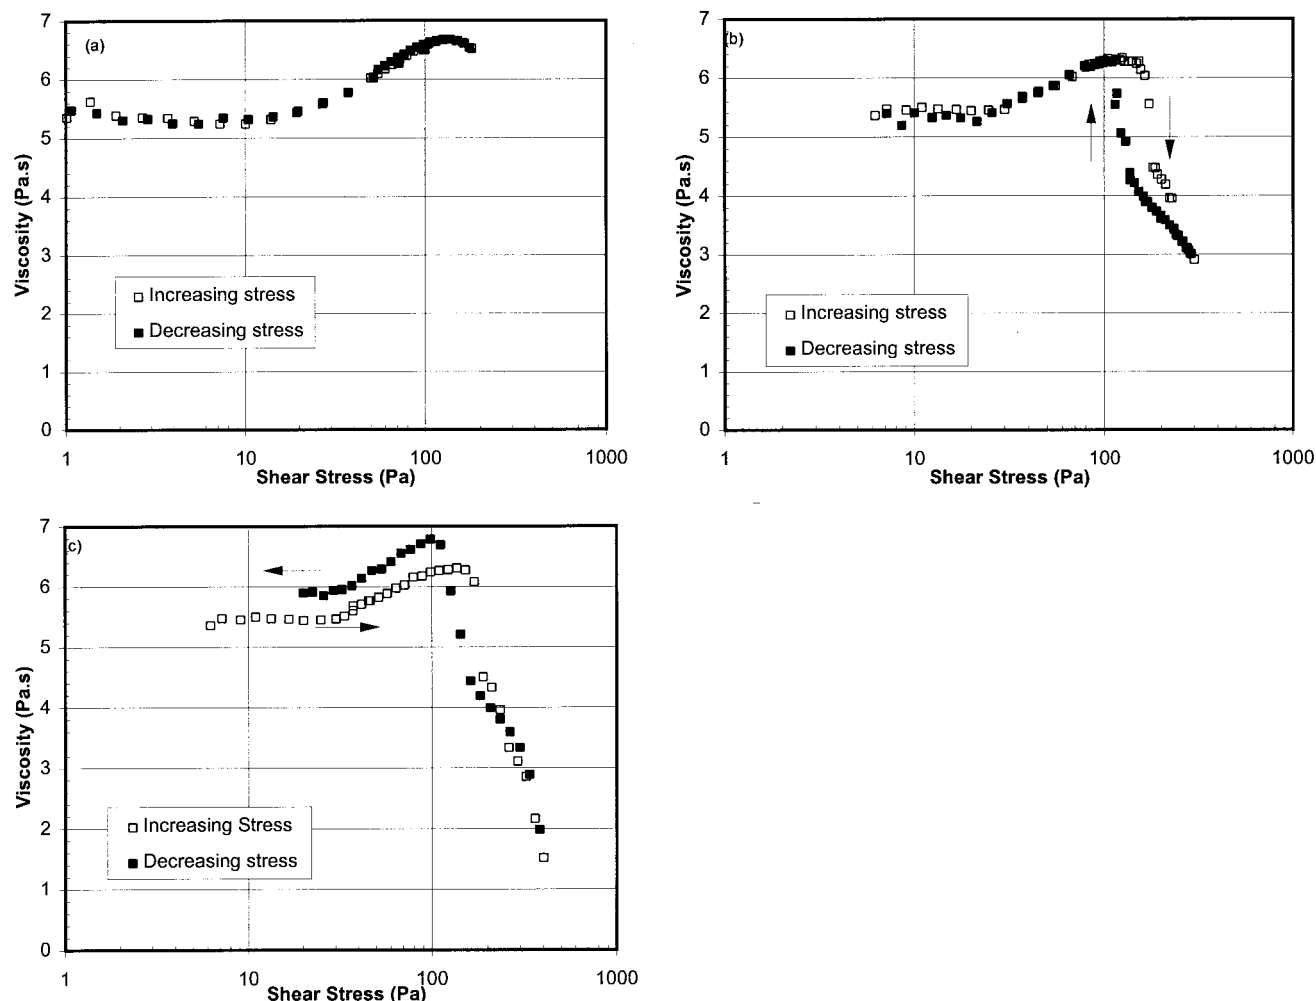 (a)
7
6
5
4
3
2
1
0
Viscosity (Pa.s)
Increasing stress
Decreasing stress
1 10 100 1000
Shear Stress (Pa)
(b)
7
6
5
4
3
2
1
0
Viscosity (Pa.s)
Increasing stress
Decreasing stress
1 10 100 1000
Shear Stress (Pa)
c)
7
6
5
4
3
2
1
0
Viscosity (Pa.s)
Increasing Stress
Decreasing stress
1 10 100 1000
Shear Stress (Pa)